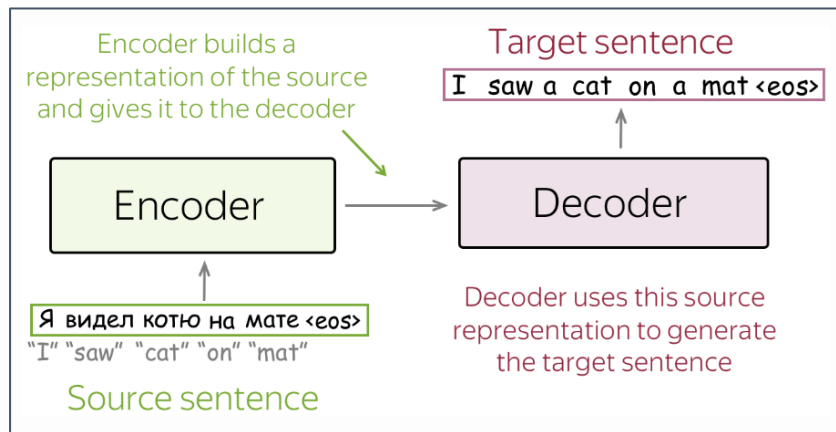 Encoder builds a
representation of the source
and gives it to the decoder
Target sentence
I saw a cat on a mat <eos>
Encoder
Decoder
Я видел котю на мате <eos>
"I" "saw" "cat" "on" "mat"
Source sentence
Decoder uses this source
representation to generate
the target sentence